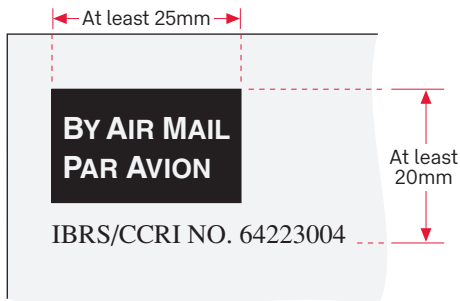 At least 25mm
BY AIR MAIL
PAR AVION
At least
20mm
IBRS/CCRI NO. 64223004